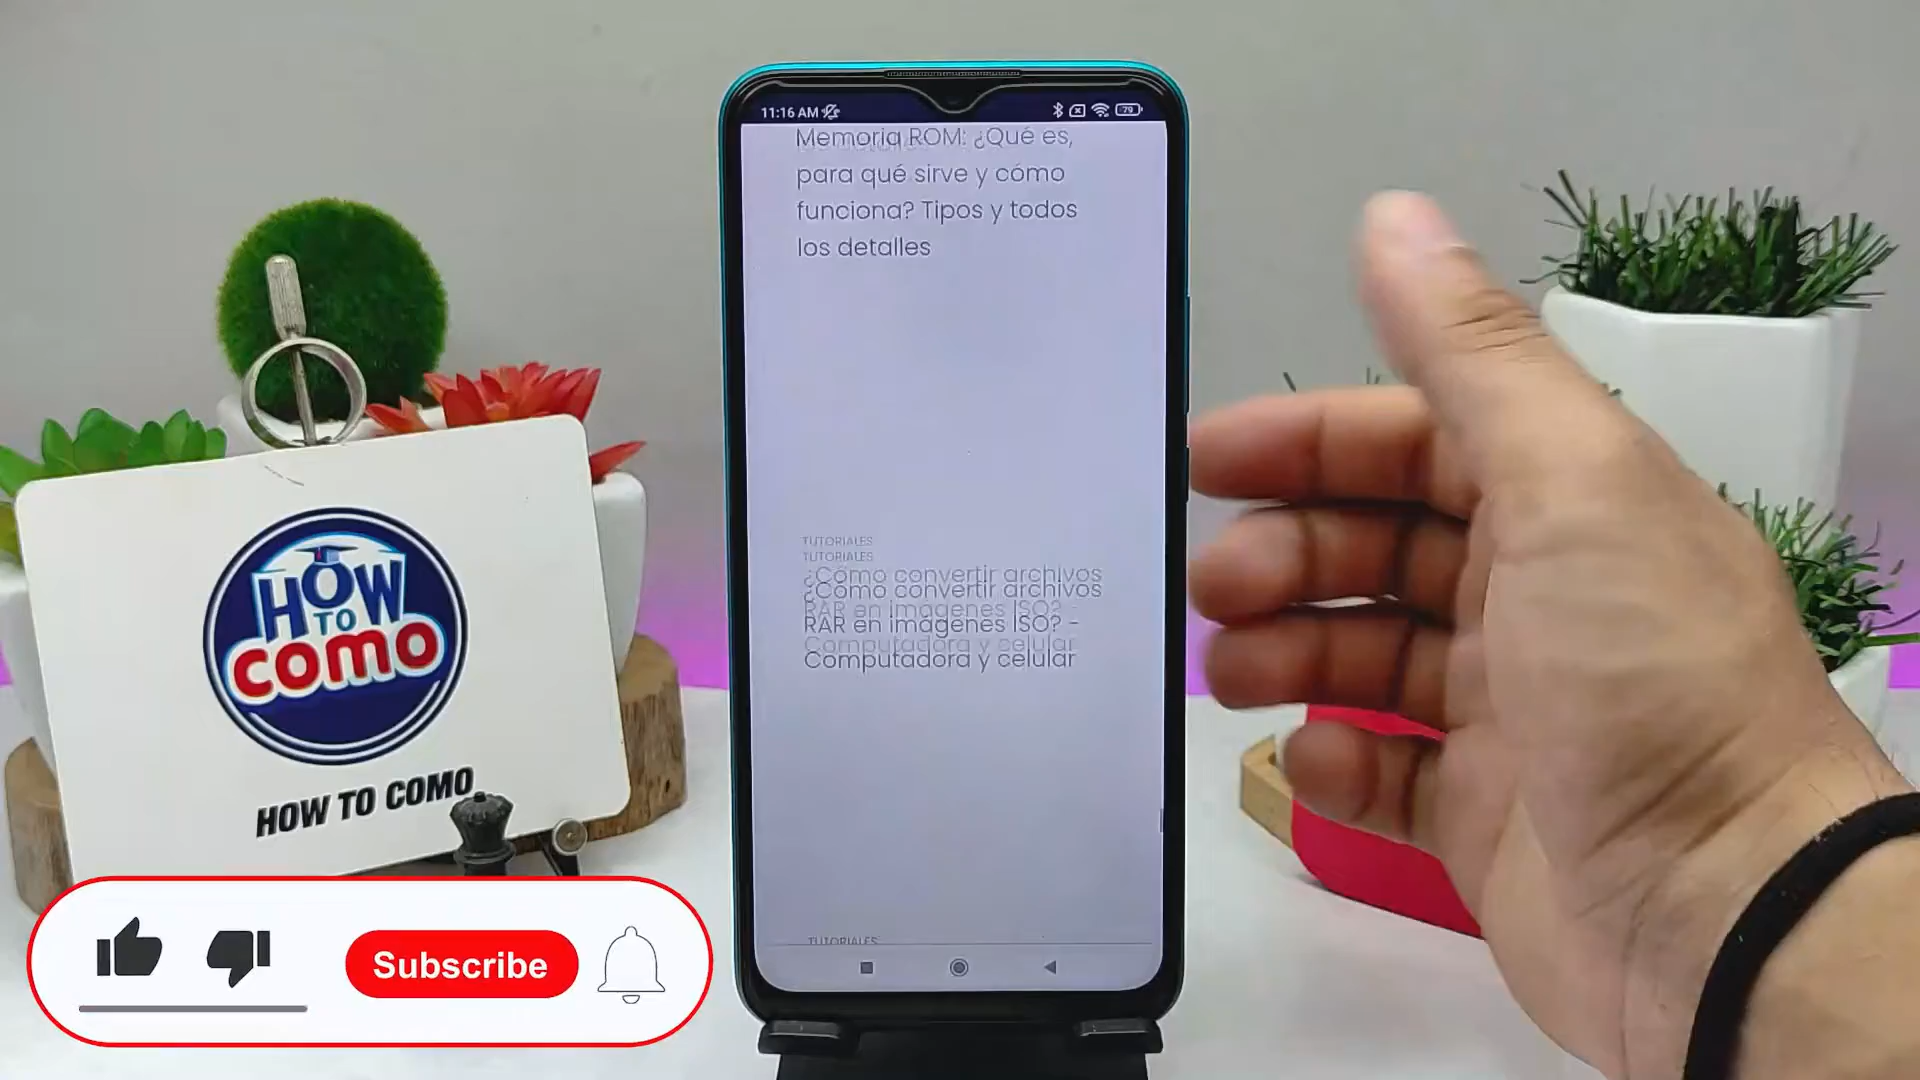 11:16 AM
79
Memoria ROM: ¿Qué es,
para qué sirve y cómo
funciona? Tipos y todos
los detalles
TUTORIALES
TUTORIALES
¿Cómo convertir archivos
¿Cómo convertir archivos
RAR en imágenes ISO? -
RAR en imágenes ISO? -
Computadora y celular
Computadora y celular
TUTORIALES
HOW
TO
COMO
HOW TO COMO
Subscribe